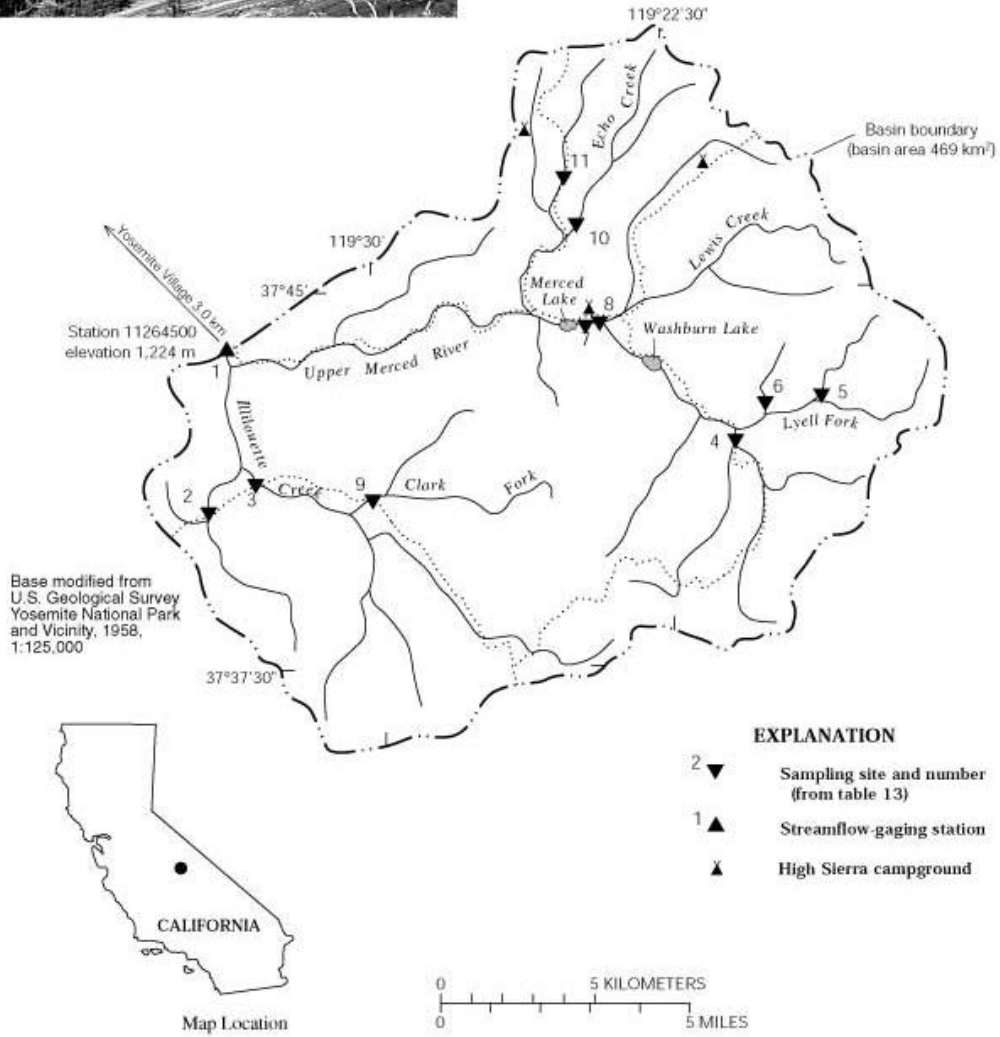 119°22'30"
Basin boundary
(basin area 469 km²)
Echo Creek
11
10
119°30'
37°45'
Yosemite Village 3.0 km
Lewis Creek
Merced
Lake
8
Washburn Lake
Station 11264500
elevation 1,224 m
1
Upper Merced River
6
5
Lyell Fork
4
Illilouette
Creek
2
3
9
Clark Fork
Base modified from
U.S. Geological Survey
Yosemite National Park
and Vicinity, 1958,
1:125,000
37°37'30"
EXPLANATION
2 Sampling site and number
(from table 13)
1 Streamflow-gaging station
High Sierra campground
CALIFORNIA
Map Location
0 5 KILOMETERS
0 5 MILES